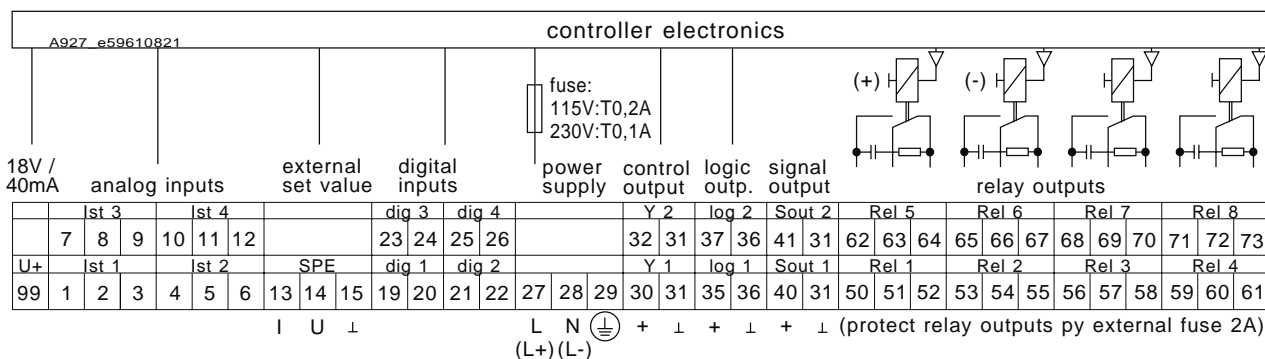 controller electronics
A927_e59610821
(+) (-)
fuse:
115V:T0,2A
230V:T0,1A
18V / 40mA
analog inputs
external set value
digital inputs
power supply
control output
logic outp.
signal output
relay outputs
Ist 3 Ist 4 dig 3 dig 4 Y 2 log 2 Sout 2 Rel 5 Rel 6 Rel 7 Rel 8
7 8 9 10 11 12 23 24 25 26 32 31 37 36 41 31 62 63 64 65 66 67 68 69 70 71 72 73
U+ Ist 1 Ist 2 SPE dig 1 dig 2 Y 1 log 1 Sout 1 Rel 1 Rel 2 Rel 3 Rel 4
99 1 2 3 4 5 6 13 14 15 19 20 21 22 27 28 29 30 31 35 36 40 31 50 51 52 53 54 55 56 57 58 59 60 61
I U ⊥ L N + ⊥ + ⊥ + ⊥ (protect relay outputs py external fuse 2A)
(L+) (L-)